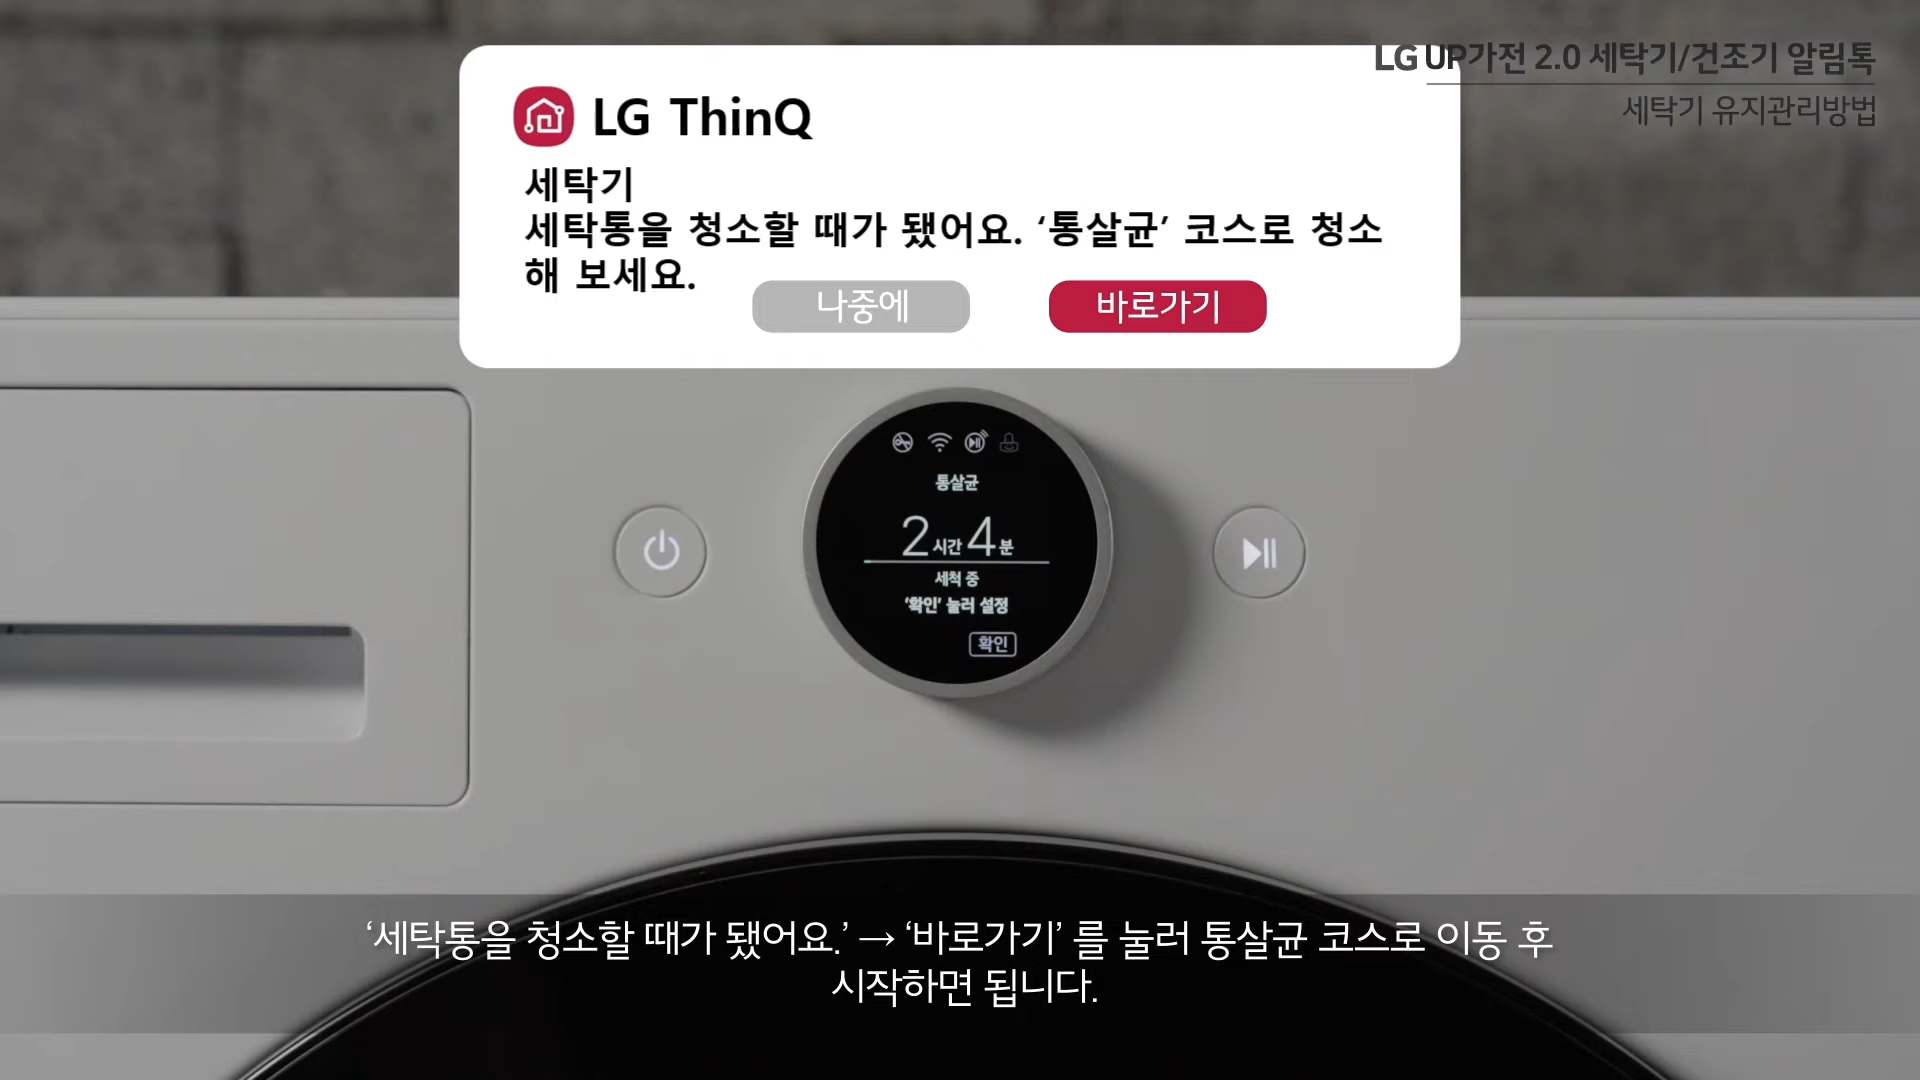 LG UP가전 2.0 세탁기/건조기 알림톡
세탁기 유지관리방법
LG ThinQ
세탁기
세탁통을 청소할 때가 됐어요. ‘통살균’ 코스로 청소
해 보세요.
나중에
바로가기
통살균
2시간 4분
세척 중
‘확인’ 눌러 설정
확인
‘세탁통을 청소할 때가 됐어요.’ → ‘바로가기’ 를 눌러 통살균 코스로 이동 후
시작하면 됩니다.